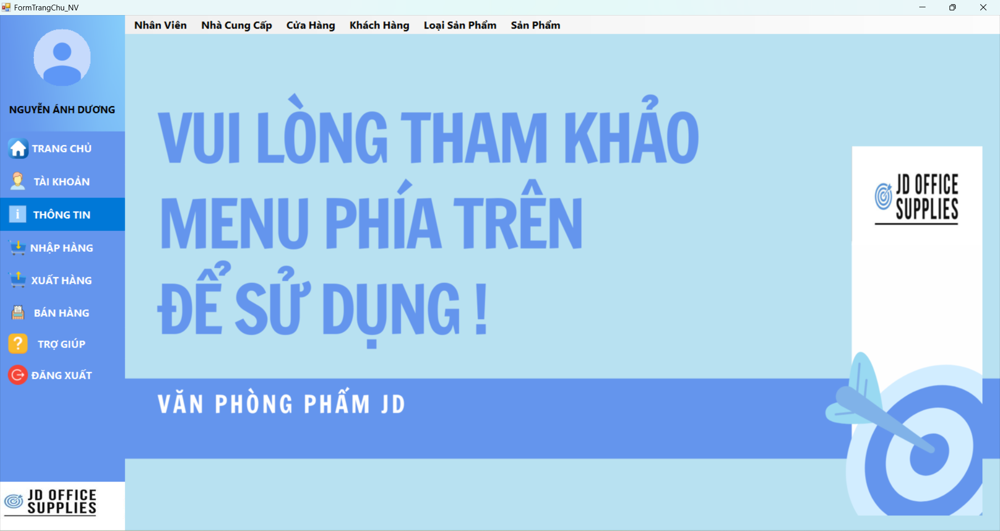 FormTrangChu_NV
Nhân Viên Nhà Cung Cấp Cửa Hàng Khách Hàng Loại Sản Phẩm Sản Phẩm
NGUYỄN ÁNH DƯƠNG
TRANG CHỦ
TÀI KHOẢN
THÔNG TIN
NHẬP HÀNG
XUẤT HÀNG
BÁN HÀNG
TRỢ GIÚP
ĐĂNG XUẤT
JD OFFICE
SUPPLIES
VUI LÒNG THAM KHẢO
MENU PHÍA TRÊN
ĐỂ SỬ DỤNG !
VĂN PHÒNG PHẨM JD
JD OFFICE
SUPPLIES